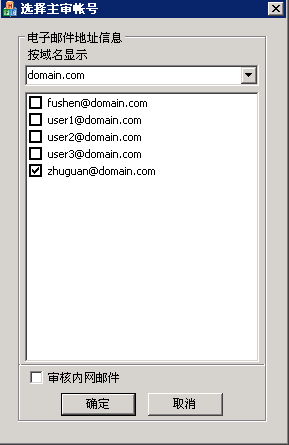 选择主审帐号
电子邮件地址信息
按域名显示
domain.com
fushen@domain.com
user1@domain.com
user2@domain.com
user3@domain.com
zhuguan@domain.com
审核内网邮件
确定
取消